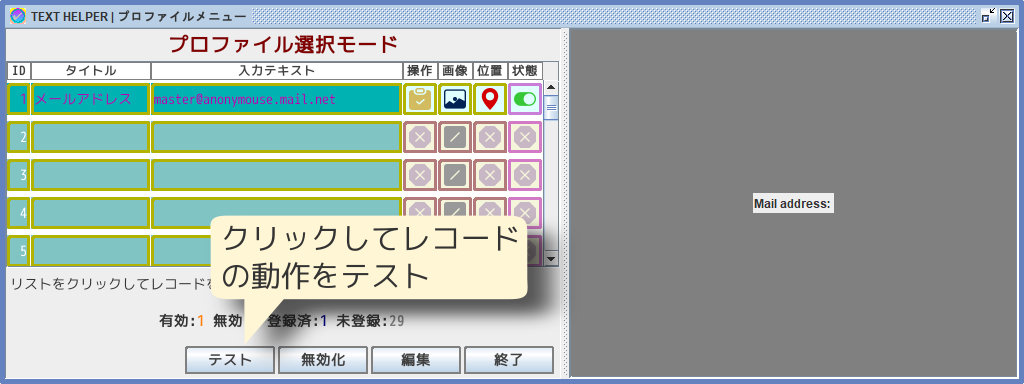 TEXT HELPER | プロファイルメニュー
プロファイル選択モード
ID タイトル 入力テキスト 操作 画像 位置 状態
1 メールアドレス master@anonymouse.mail.net
2
3
4
5
クリックしてレコード
の動作をテスト
リストをクリックしてレコードを
有効:1 無効 登録済:1 未登録:29
テスト 無効化 編集 終了
Mail address: